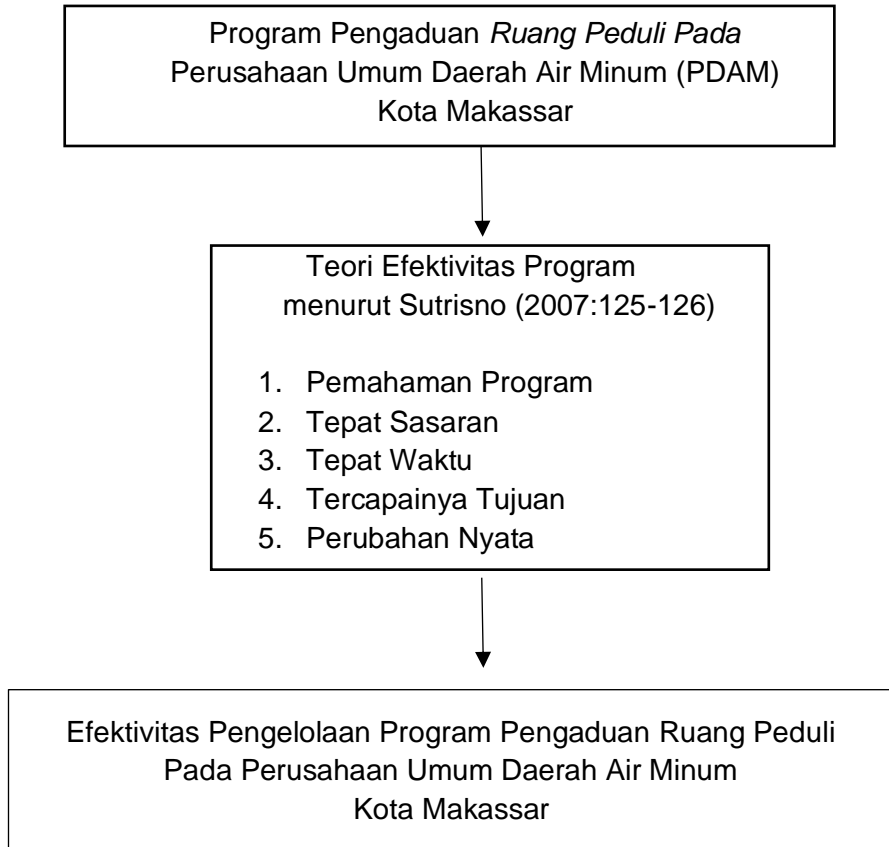 Program Pengaduan Ruang Peduli Pada
Perusahaan Umum Daerah Air Minum (PDAM)
Kota Makassar
Teori Efektivitas Program
menurut Sutrisno (2007:125-126)
1. Pemahaman Program
2. Tepat Sasaran
3. Tepat Waktu
4. Tercapainya Tujuan
5. Perubahan Nyata
Efektivitas Pengelolaan Program Pengaduan Ruang Peduli
Pada Perusahaan Umum Daerah Air Minum
Kota Makassar